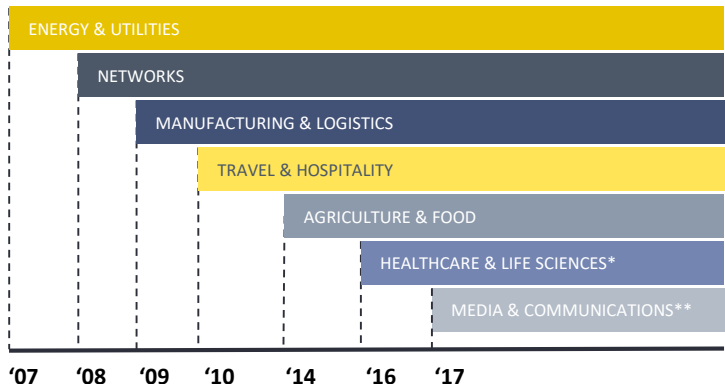 ENERGY & UTILITIES
NETWORKS
MANUFACTURING & LOGISTICS
TRAVEL & HOSPITALITY
AGRICULTURE & FOOD
HEALTHCARE & LIFE SCIENCES*
MEDIA & COMMUNICATIONS**
‘07 ‘08 ‘09 ‘10 ‘14 ‘16 ‘17